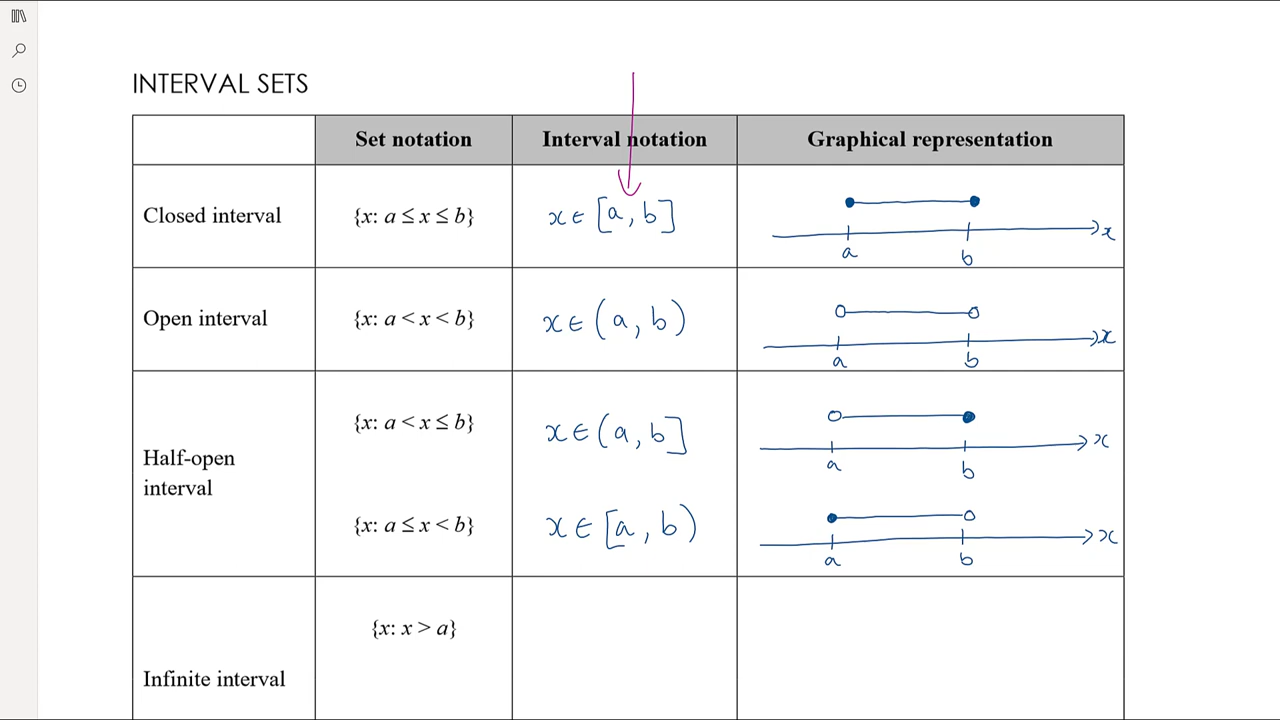 INTERVAL SETS
Set notation
Interval notation
Graphical representation
Closed interval
{x: a ≤ x ≤ b}
x ∈ [a, b]
x
a
b
Open interval
{x: a < x < b}
x ∈ (a, b)
x
a
b
Half-open
interval
{x: a < x ≤ b}
x ∈ (a, b]
x
a
b
{x: a ≤ x < b}
x ∈ [a, b)
x
a
b
Infinite interval
{x: x > a}